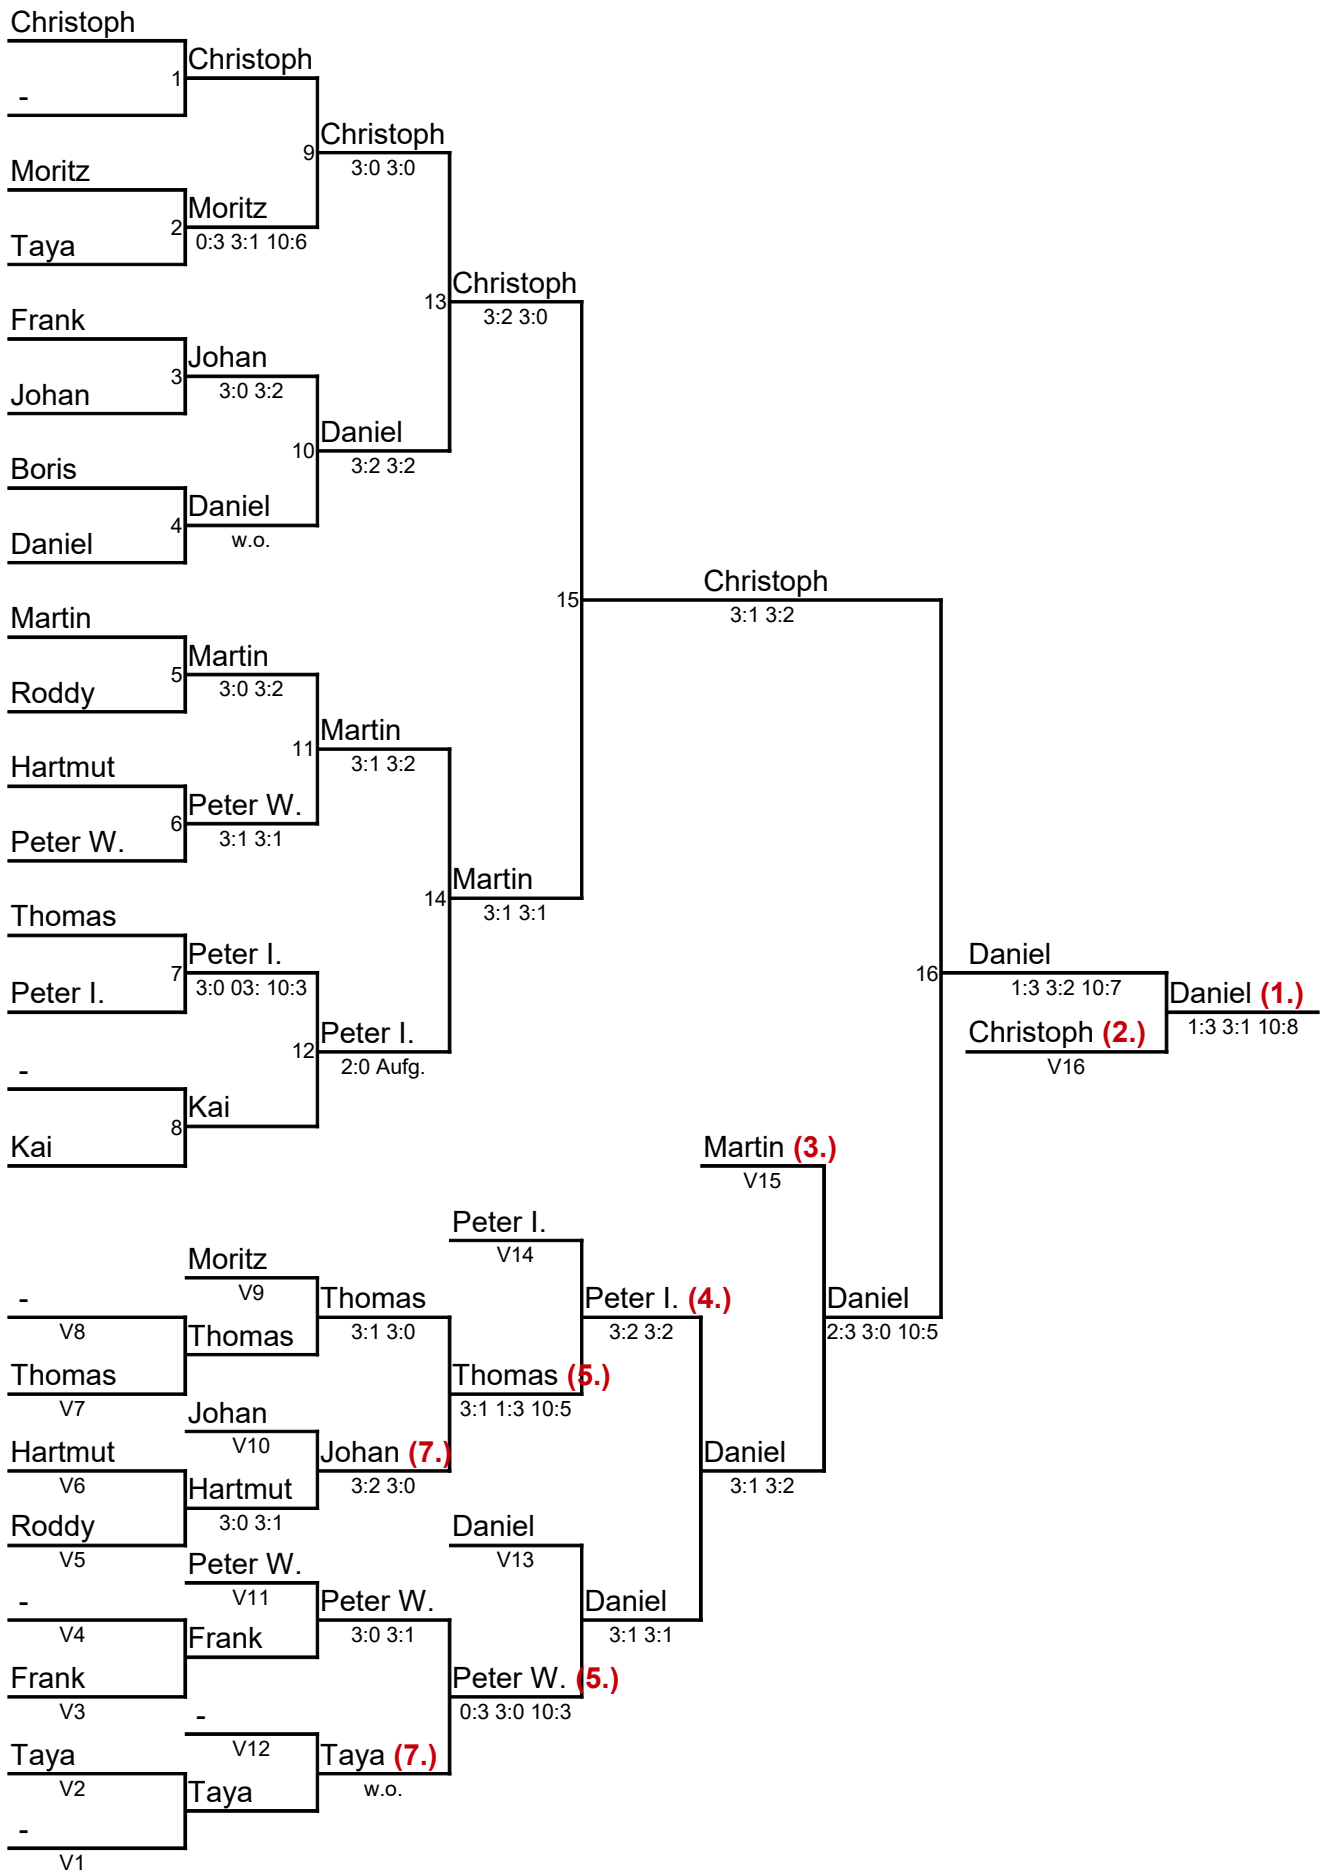 Christoph
1
Christoph
-
9
Christoph
3:0 3:0
Moritz
2
Moritz
0:3 3:1 10:6
Taya
13
Christoph
3:2 3:0
Frank
3
Johan
3:0 3:2
Johan
10
Daniel
3:2 3:2
Boris
4
Daniel
w.o.
Daniel
15
Christoph
3:1 3:2
Martin
5
Martin
3:0 3:2
Roddy
11
Martin
3:1 3:2
Hartmut
6
Peter W.
3:1 3:1
Peter W.
14
Martin
3:1 3:1
Thomas
7
Peter I.
3:0 03: 10:3
Peter I.
12
Peter I.
2:0 Aufg.
-
8
Kai
Kai
16
Daniel
1:3 3:2 10:7
Christoph (2.)
V16
Daniel (1.)
1:3 3:1 10:8
Martin (3.)
V15
Peter I.
V14
Moritz
V9
Thomas
3:1 3:0
-
V8
Thomas
Thomas
V7
Peter I. (4.)
3:2 3:2
Daniel
2:3 3:0 10:5
Thomas (5.)
3:1 1:3 10:5
Johan
V10
Johan (7.)
3:2 3:0
Hartmut
V6
Hartmut
3:0 3:1
Roddy
V5
Daniel
3:1 3:2
Daniel
V13
Peter W.
V11
Peter W.
3:0 3:1
Daniel
3:1 3:1
-
V4
Frank
Frank
V3
Peter W. (5.)
0:3 3:0 10:3
-
V12
Taya (7.)
w.o.
Taya
V2
Taya
-
V1